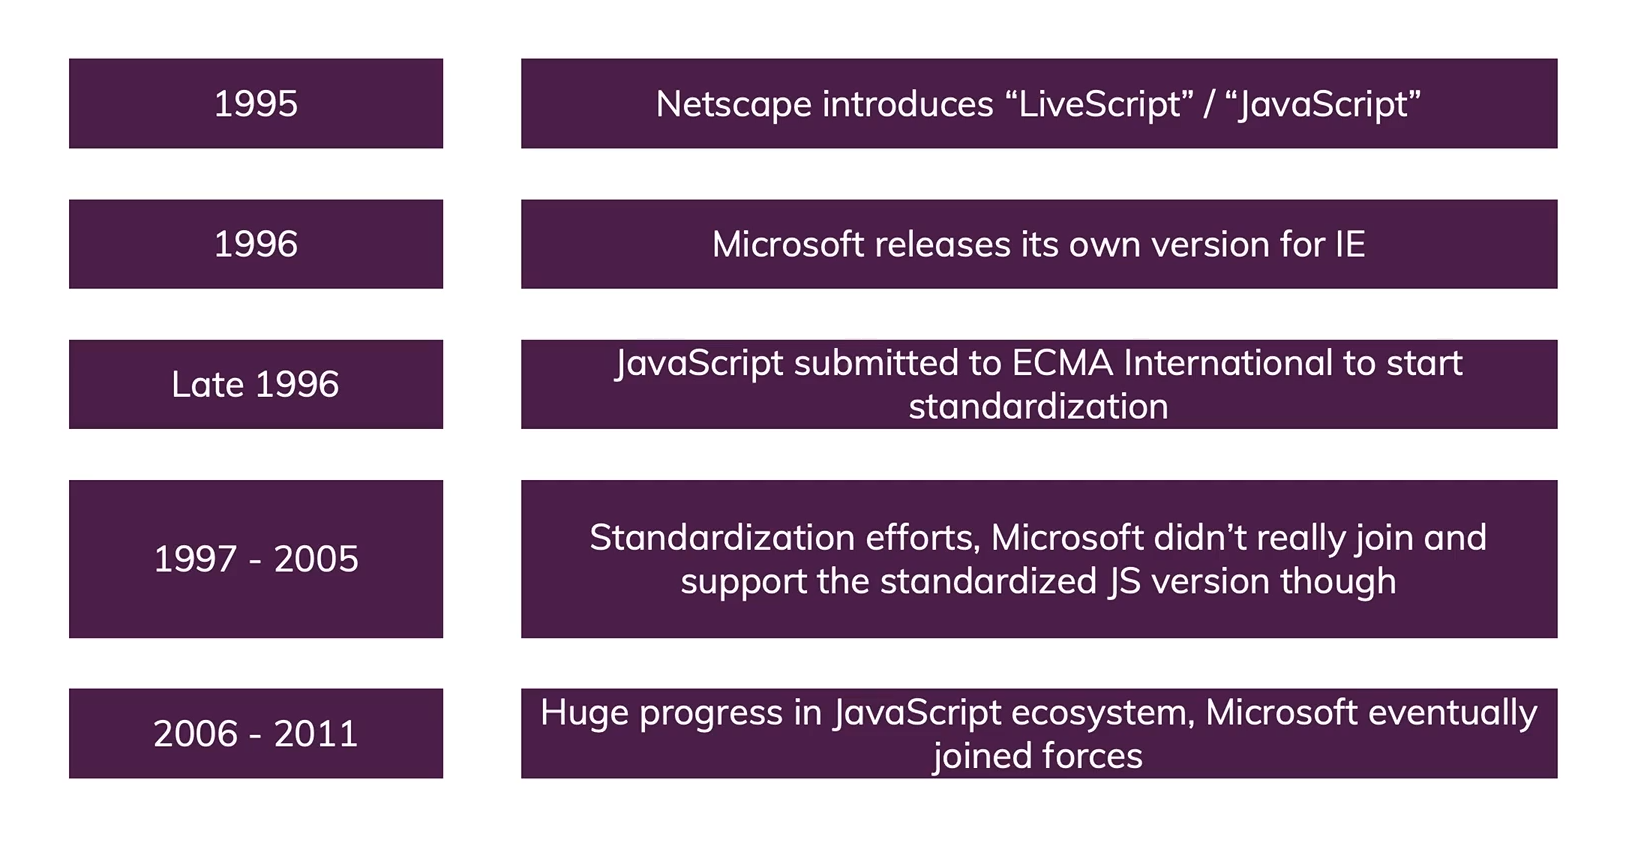 1995
Netscape introduces “LiveScript” / “JavaScript”
1996
Microsoft releases its own version for IE
Late 1996
JavaScript submitted to ECMA International to start
standardization
1997 - 2005
Standardization efforts, Microsoft didn’t really join and
support the standardized JS version though
2006 - 2011
Huge progress in JavaScript ecosystem, Microsoft eventually
joined forces